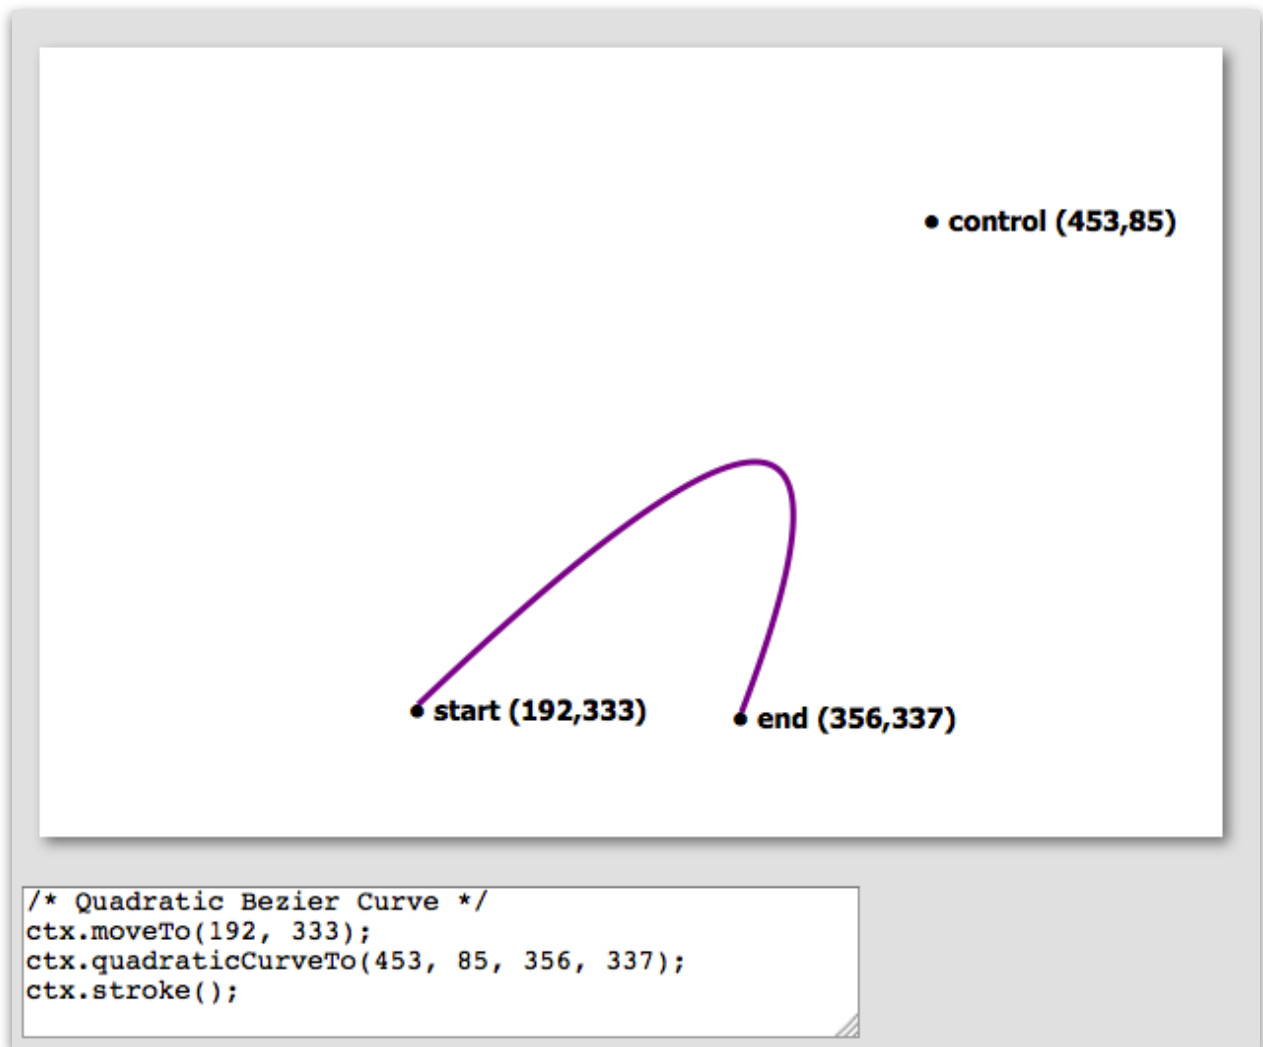 control (453,85)
start (192,333)
end (356,337)
/* Quadratic Bezier Curve */
ctx.moveTo(192, 333);
ctx.quadraticCurveTo(453, 85, 356, 337);
ctx.stroke();